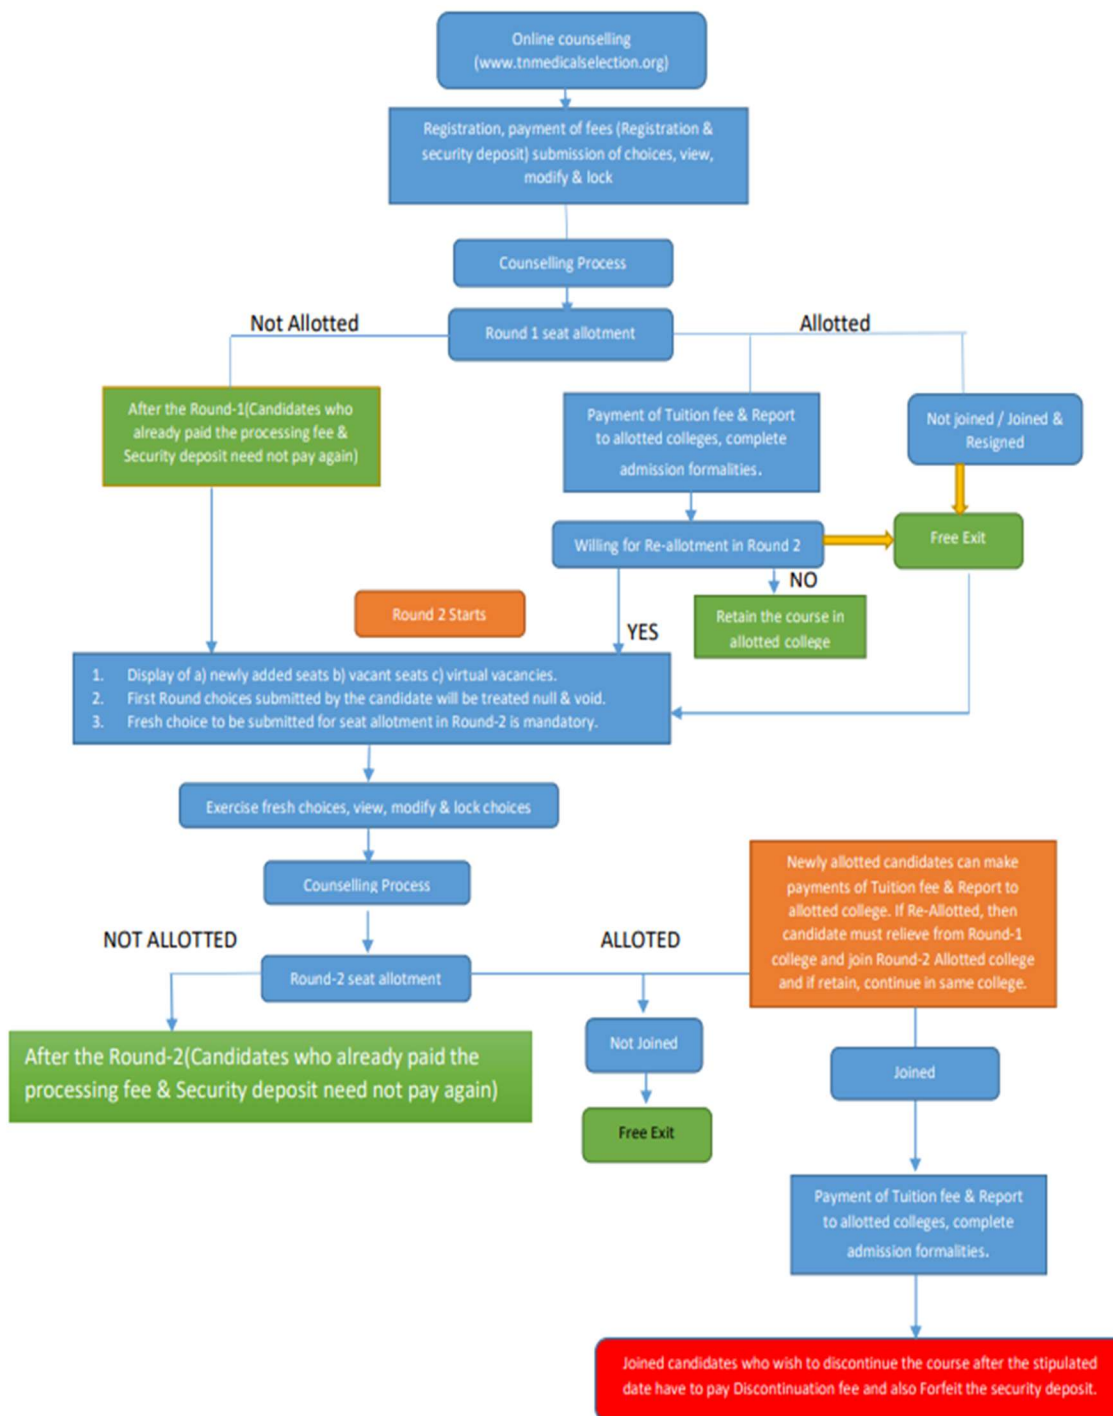 Online counselling
(www.tnmedicalselection.org)
Registration, payment of fees (Registration &
security deposit) submission of choices, view,
modify & lock
Counselling Process
Not Allotted
Round 1 seat allotment
Allotted
After the Round-1(Candidates who
already paid the processing fee &
Security deposit need not pay again)
Payment of Tuition fee & Report
to allotted colleges, complete
admission formalities.
Not joined / Joined &
Resigned
Willing for Re-allotment in Round 2
Free Exit
NO
Round 2 Starts
YES
Retain the course in
allotted college
1. Display of a) newly added seats b) vacant seats c) virtual vacancies.
2. First Round choices submitted by the candidate will be treated null & void.
3. Fresh choice to be submitted for seat allotment in Round-2 is mandatory.
Exercise fresh choices, view, modify & lock choices
Counselling Process
NOT ALLOTTED
Round-2 seat allotment
ALLOTED
Newly allotted candidates can make
payments of Tuition fee & Report to
allotted college. If Re-Allotted, then
candidate must relieve from Round-1
college and join Round-2 Allotted college
and if retain, continue in same college.
After the Round-2(Candidates who already paid the
processing fee & Security deposit need not pay again)
Not Joined
Free Exit
Joined
Payment of Tuition fee & Report
to allotted colleges, complete
admission formalities.
Joined candidates who wish to discontinue the course after the stipulated
date have to pay Discontinuation fee and also Forfeit the security deposit.